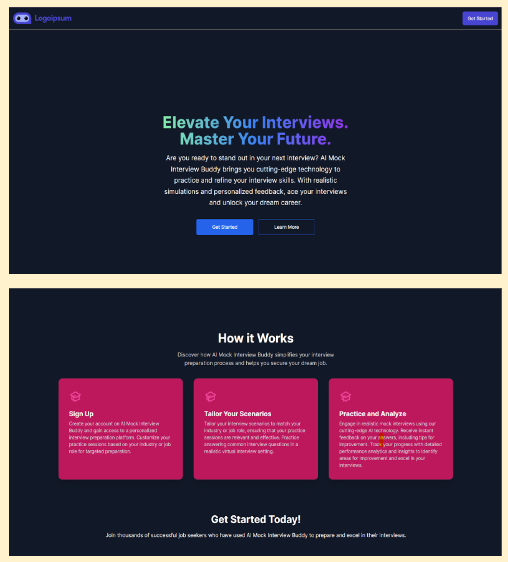 Logoipsum
Get Started
Elevate Your Interviews.
Master Your Future.
Are you ready to stand out in your next interview? AI Mock
Interview Buddy brings you cutting-edge technology to
practice and refine your interview skills. With realistic
simulations and personalized feedback, ace your interviews
and unlock your dream career.
Get Started
Learn More
How it Works
Discover how AI Mock Interview Buddy simplifies your interview
preparation process and helps you secure your dream job.
Sign Up
Create your account on AI Mock Interview
Buddy and gain access to a personalized
interview preparation platform. Customize your
practice sessions based on your industry or job
role for targeted preparation.
Tailor Your Scenarios
Tailor your interview scenarios to match your
industry or job role, ensuring that your practice
sessions are relevant and effective. Practice
answering common interview questions in a
realistic virtual interview setting.
Practice and Analyze
Engage in realistic mock interviews using our
cutting-edge AI technology. Receive instant
feedback on your answers, including tips for
improvement. Track your progress with detailed
performance analytics and insights to identify
areas for improvement and excel in your
interviews.
Get Started Today!
Join thousands of successful job seekers who have used AI Mock Interview Buddy to prepare and excel in their interviews.